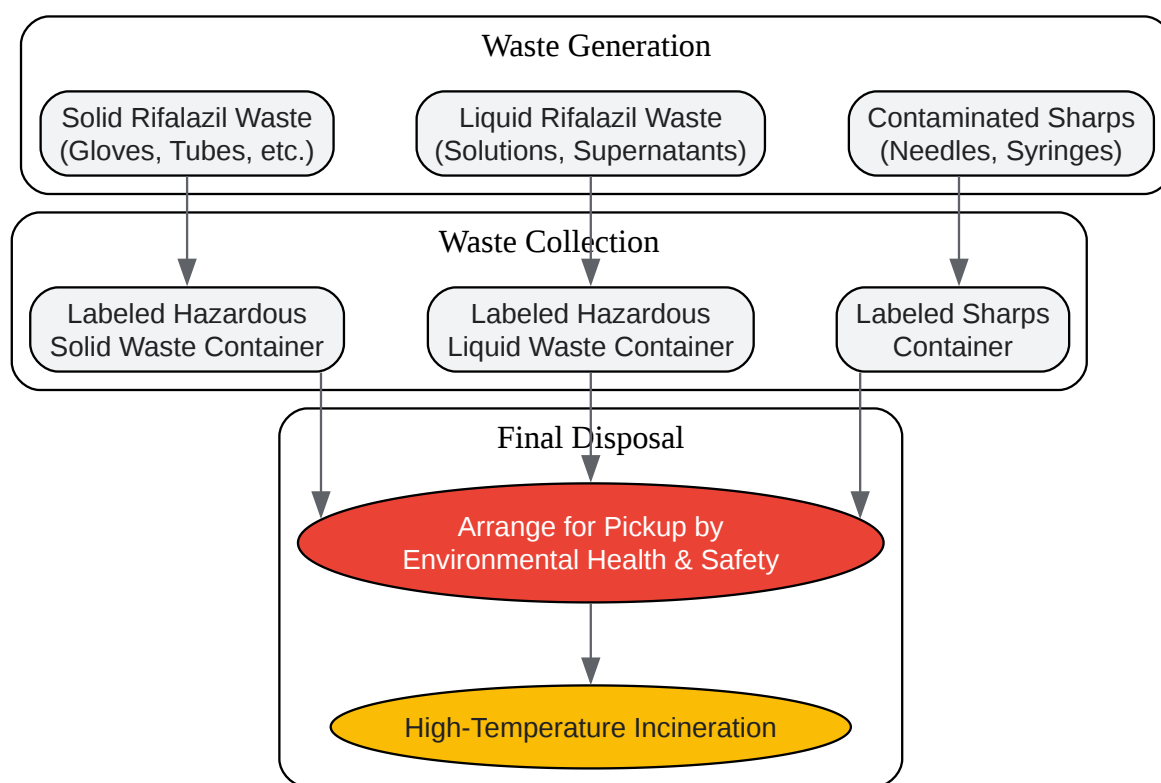 Waste Generation
Solid Rifalazil Waste
(Gloves, Tubes, etc.)
Liquid Rifalazil Waste
(Solutions, Supernatants)
Contaminated Sharps
(Needles, Syringes)
Waste Collection
Labeled Hazardous
Solid Waste Container
Labeled Hazardous
Liquid Waste Container
Labeled Sharps
Container
Final Disposal
Arrange for Pickup by
Environmental Health & Safety
High-Temperature Incineration